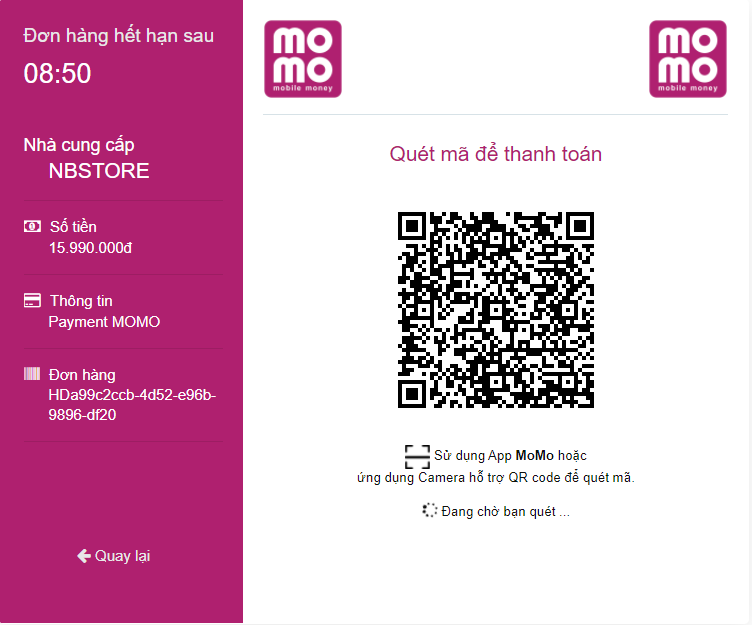 Đơn hàng hết hạn sau
08:50
Nhà cung cấp
NBSTORE
Số tiền
15.990.000đ
Thông tin
Payment MOMO
Đơn hàng
HDa99c2ccb-4d52-e96b-
9896-df20
Quay lại
mo
mo
mobile money
mo
mo
mobile money
Quét mã để thanh toán
Sử dụng App MoMo hoặc
ứng dụng Camera hỗ trợ QR code để quét mã.
Đang chờ bạn quét ...